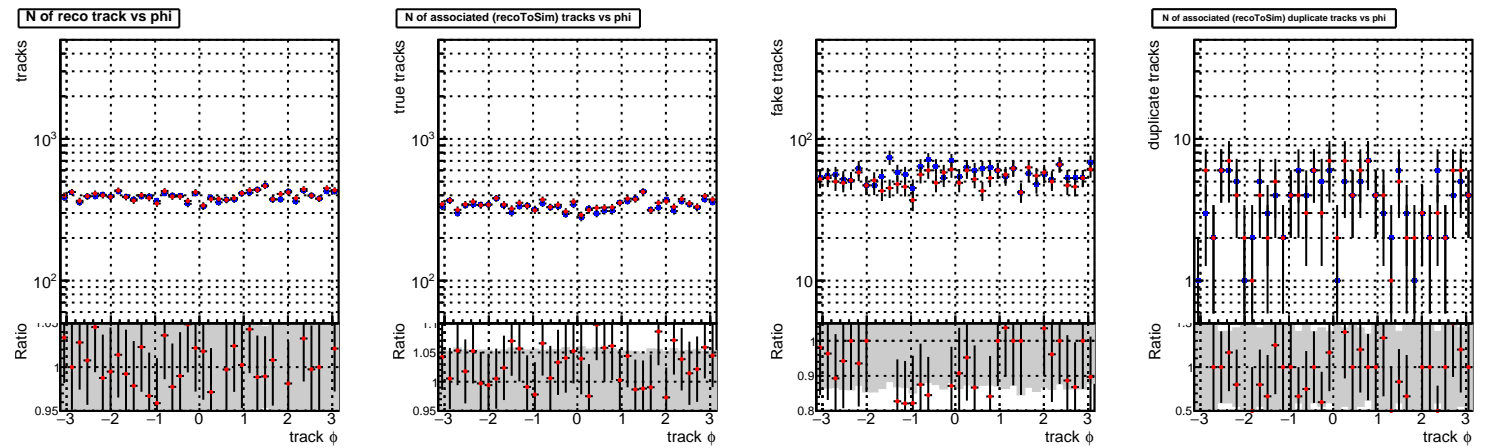 N of reco track vs phi
tracks
10³
10²
Ratio
1.05
1
0.95
−3 −2 −1 0 1 2 3
track ϕ
N of associated (recoToSim) tracks vs phi
true tracks
10³
10²
Ratio
1.1
1.05
1
0.95
−3 −2 −1 0 1 2 3
track ϕ
fake tracks
10²
10
Ratio
1
0.9
0.8
−3 −2 −1 0 1 2 3
track ϕ
N of associated (recoToSim) duplicate tracks vs phi
duplicate tracks
10
1
Ratio
1.5
1
0.5
−3 −2 −1 0 1 2 3
track ϕ